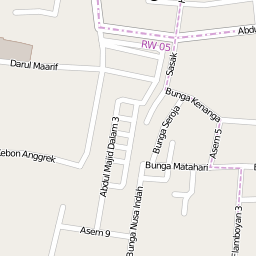 Abdu
RW 05
Sasak
Darul Maarif
Bunga Kenanga
Bunga Seroja
Asem 5
Abdul Majid Dalam 3
Kebon Anggrek
Bunga Matahari
B
Bunga Nusa Indah
Asem 9
Flamboyan 3